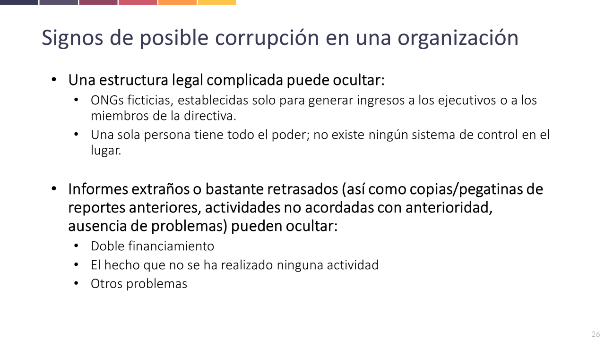 Signos de posible corrupción en una organización
• Una estructura legal complicada puede ocultar:
• ONGs ficticias, establecidas solo para generar ingresos a los ejecutivos o a los
miembros de la directiva.
• Una sola persona tiene todo el poder; no existe ningún sistema de control en el
lugar.
• Informes extraños o bastante retrasados (así como copias/pegatinas de
reportes anteriores, actividades no acordadas con anterioridad,
ausencia de problemas) pueden ocultar:
• Doble financiamiento
• El hecho que no se ha realizado ninguna actividad
• Otros problemas
26